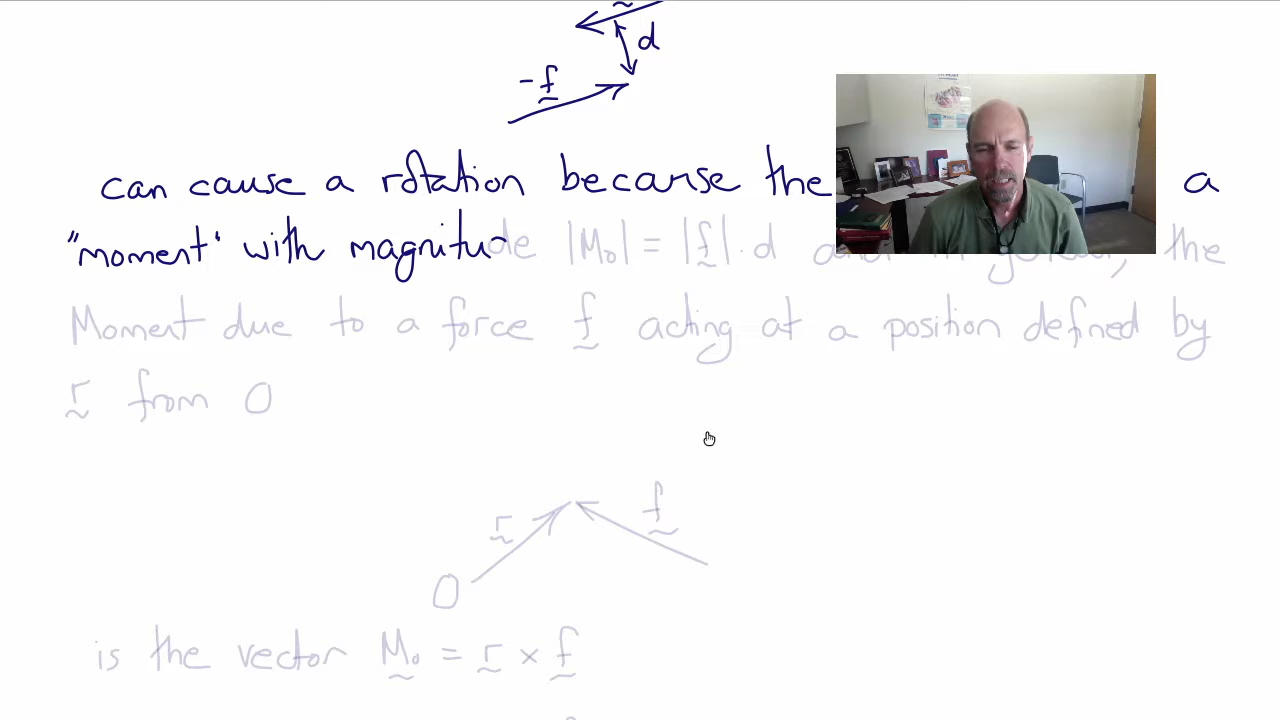 d
-f
can cause a rotation because the a
"moment" with magnitude |M₀| = |f|·d and in general, the
Moment due to a force f acting at a position defined by
r from O
r f
O
is the vector M₀ = r × f